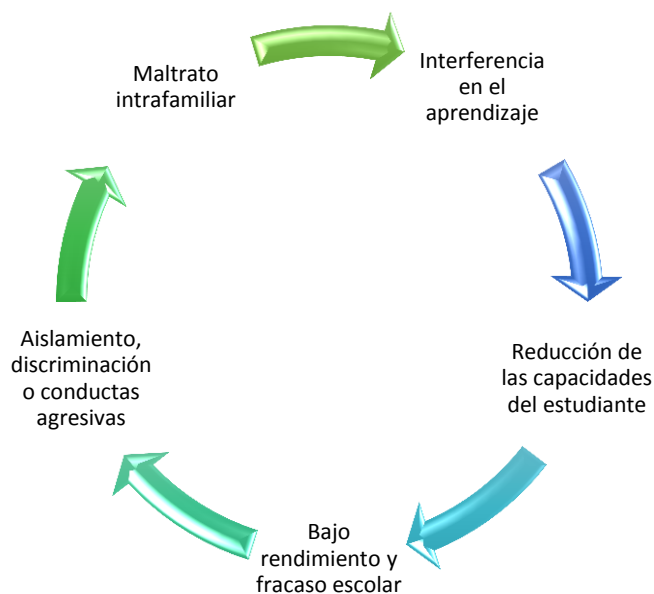 Maltrato
intrafamiliar
Interferencia
en el
aprendizaje
Reducción de
las capacidades
del estudiante
Bajo
rendimiento y
fracaso escolar
Aislamiento,
discriminación
o conductas
agresivas